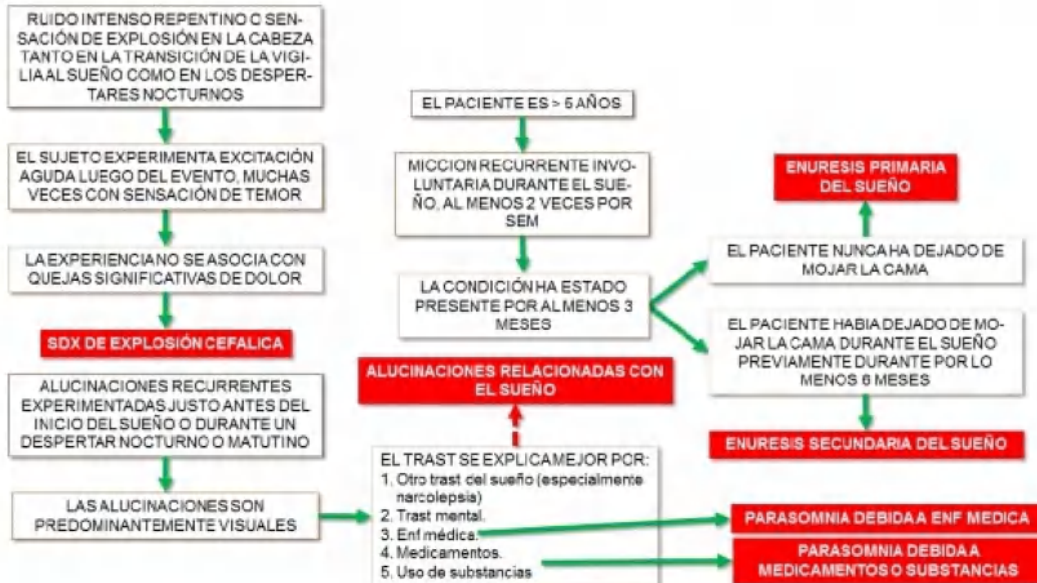 RUIDO INTENSO REPENTINO O SEN-
SACIÓN DE EXPLOSIÓN EN LA CABEZA
TANTO EN LA TRANSICIÓN DE LA VIGI-
LIA AL SUEÑO COMO EN LOS DESPER-
TARES NOCTURNOS
EL SUJETO EXPERIMENTA EXCITACIÓN
AGUDA LUEGO DEL EVENTO, MUCHAS
VECES CON SENSACIÓN DE TEMOR
LA EXPERIENCIA NO SE ASOCIA CON
QUEJAS SIGNIFICATIVAS DE DOLOR
SDX DE EXPLOSIÓN CEFÁLICA
ALUCINACIONES RECURRENTES
EXPERIMENTADAS JUSTO ANTES DEL
INICIO DEL SUEÑO O DURANTE UN
DESPERTAR NOCTURNO O MATUTINO
LAS ALUCINACIONES SON
PREDOMINANTEMENTE VISUALES
EL PACIENTE ES > 5 AÑOS
MICCION RECURRENTE INVO-
LUNTARIA DURANTE EL SUE-
ÑO, AL MENOS 2 VECES POR
SEM
LA CONDICIÓN HA ESTADO
PRESENTE POR AL MENOS 3
MESES
ENURESIS PRIMARIA
DEL SUEÑO
EL PACIENTE NUNCA HA DEJADO DE
MOJAR LA CAMA
EL PACIENTE HABIA DEJADO DE MO-
JAR LA CAMA DURANTE EL SUEÑO
PREVIAMENTE DURANTE POR LO
MENOS 6 MESES
ENURESIS SECUNDARIA DEL SUEÑO
ALUCINACIONES RELACIONADAS CON
EL SUEÑO
EL TRAST SE EXPLICA MEJOR POR:
1. Otro trast del sueño (especialmente
narcolepsia)
2. Trast mental.
3. Enf médica.
4. Medicamentos.
5. Uso de substancias
PARASOMNIA DEBIDA A ENF MEDICA
PARASOMNIA DEBIDA A
MEDICAMENTOS O SUBSTANCIAS